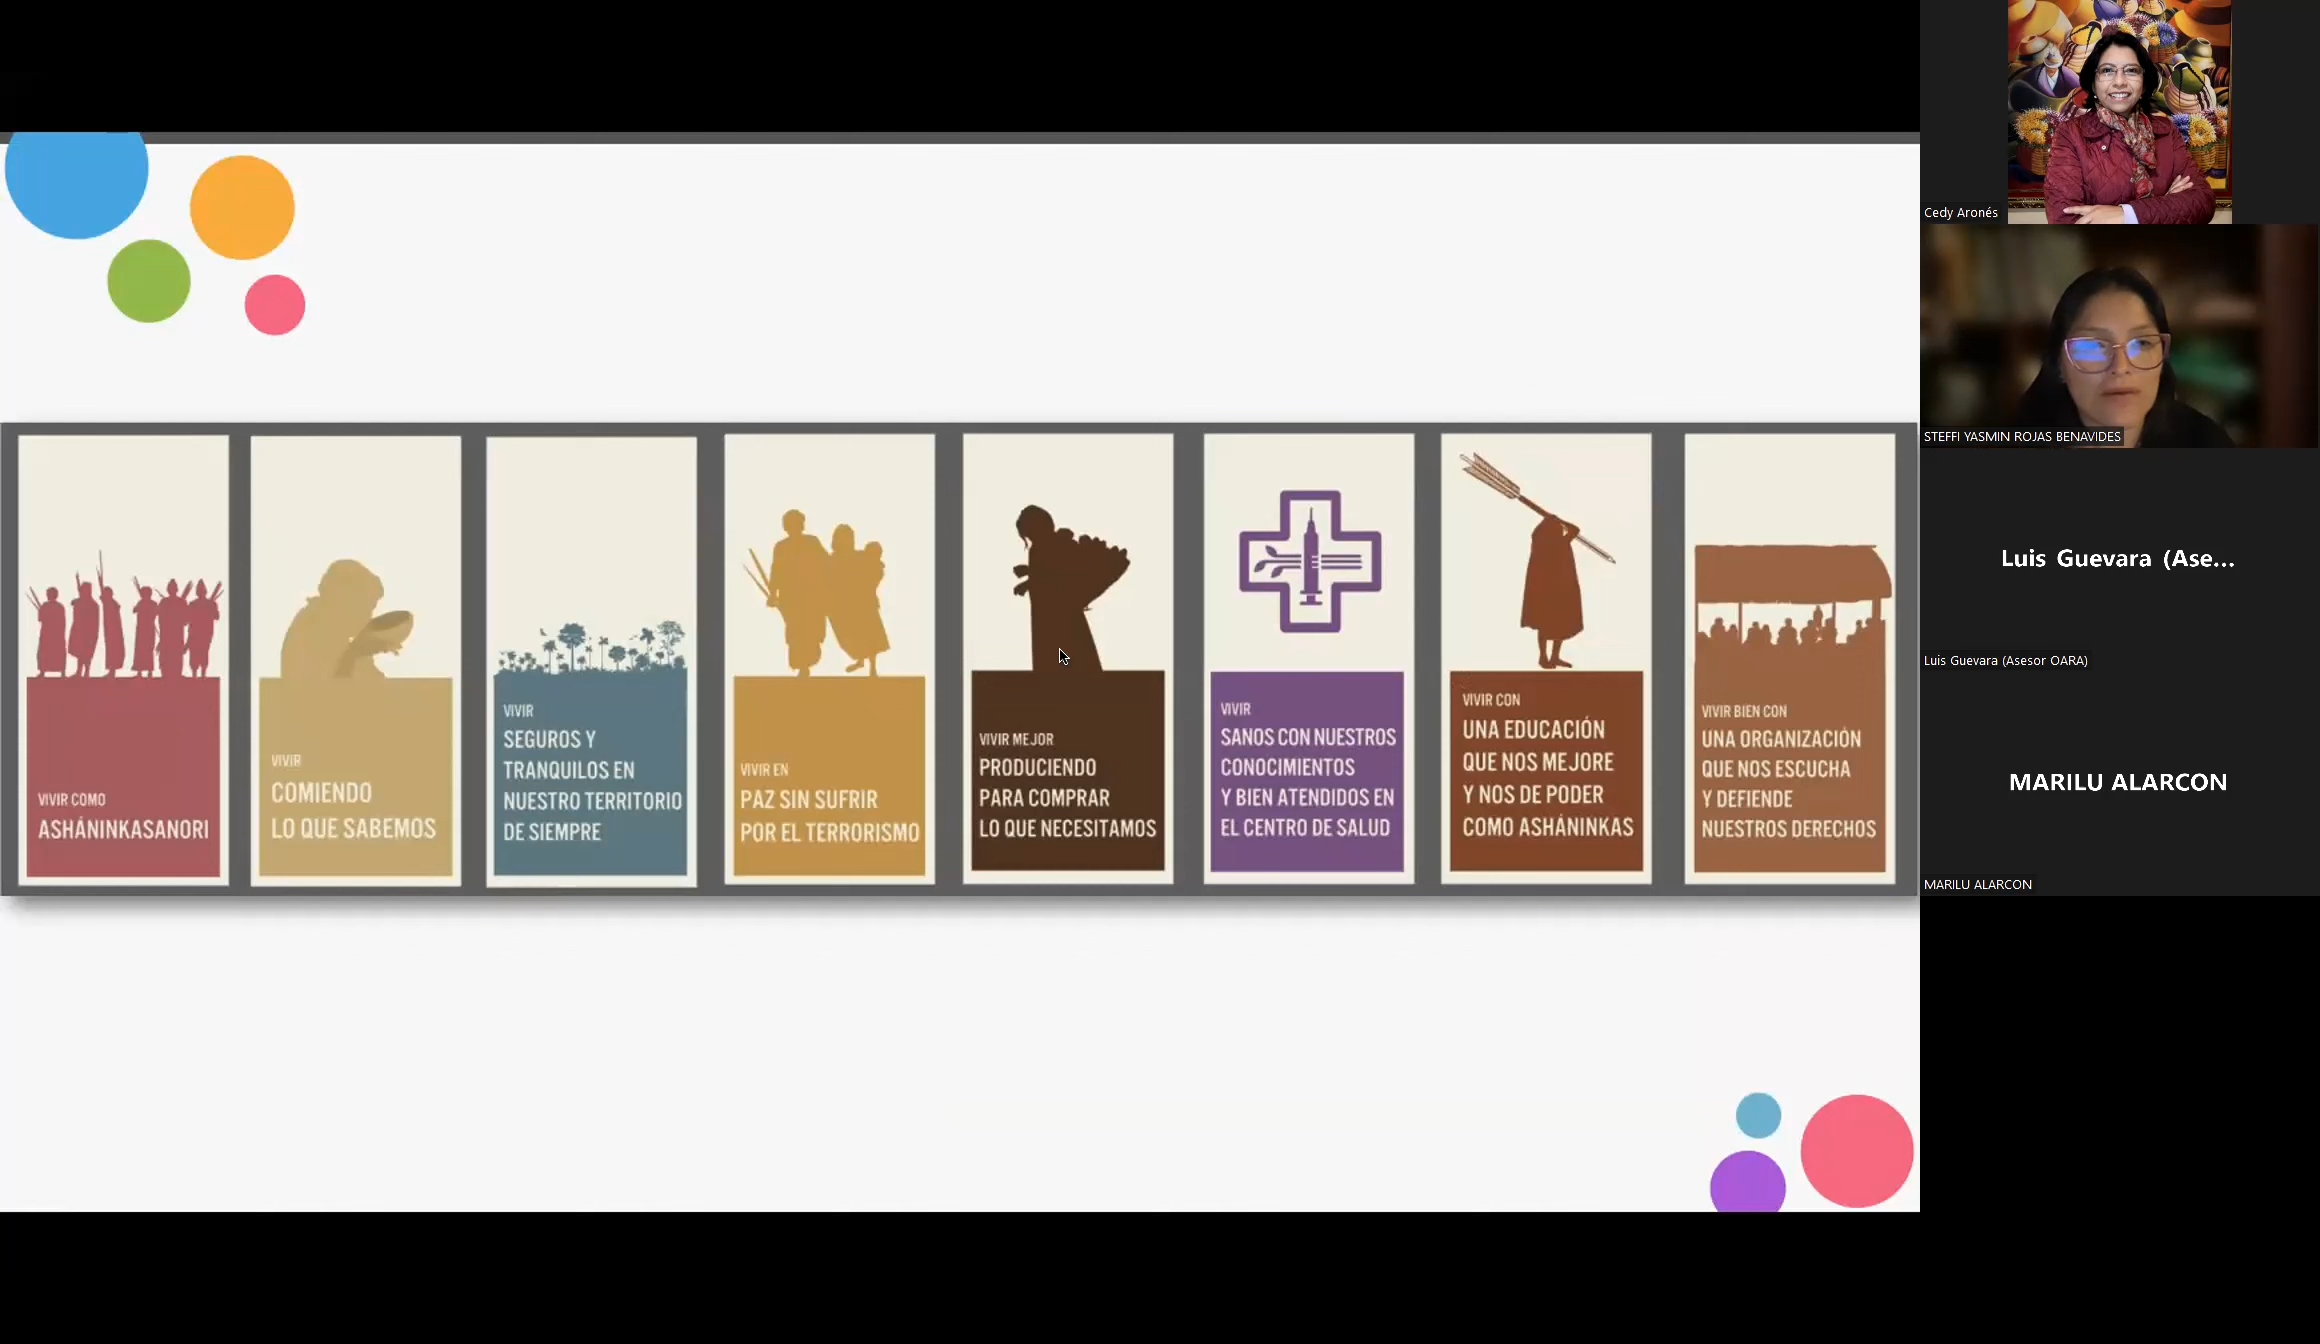 VIVIR COMO
ASHÁNINKASANORI
VIVIR
COMIENDO
LO QUE SABEMOS
VIVIR
SEGUROS Y
TRANQUILOS EN
NUESTRO TERRITORIO
DE SIEMPRE
VIVIR EN
PAZ SIN SUFRIR
POR EL TERRORISMO
VIVIR MEJOR
PRODUCIENDO
PARA COMPRAR
LO QUE NECESITAMOS
VIVIR
SANOS CON NUESTROS
CONOCIMIENTOS
Y BIEN ATENDIDOS EN
EL CENTRO DE SALUD
VIVIR CON
UNA EDUCACIÓN
QUE NOS MEJORE
Y NOS DE PODER
COMO ASHÁNINKAS
VIVIR BIEN CON
UNA ORGANIZACIÓN
QUE NOS ESCUCHA
Y DEFIENDE
NUESTROS DERECHOS
Cedy Aronés
STEFFI YASMIN ROJAS BENAVIDES
Luis Guevara (Ase...
Luis Guevara (Asesor OARA)
MARILU ALARCON
MARILU ALARCON